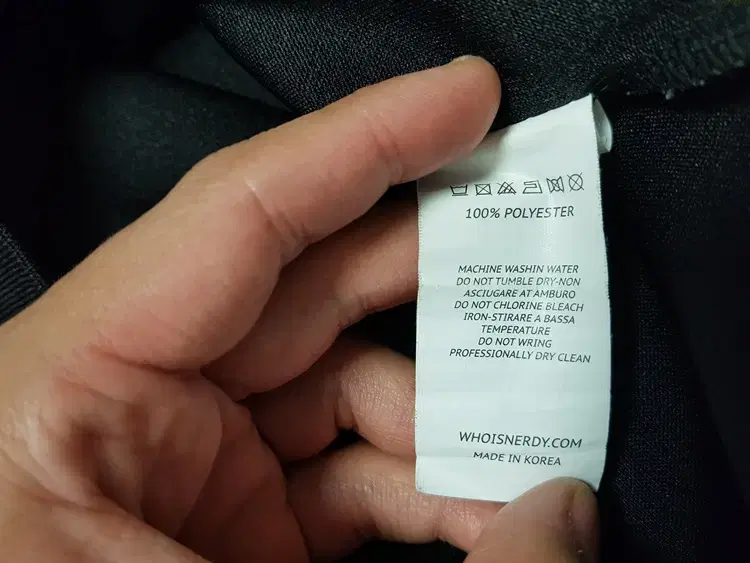 100% POLYESTER
MACHINE WASHIN WATER
DO NOT TUMBLE DRY-NON
ASCIUGARE AT AMBURO
DO NOT CHLORINE BLEACH
IRON-STIRARE A BASSA
TEMPERATURE
DO NOT WRING
PROFESSIONALLY DRY CLEAN
WHOISNERDY.COM
MADE IN KOREA